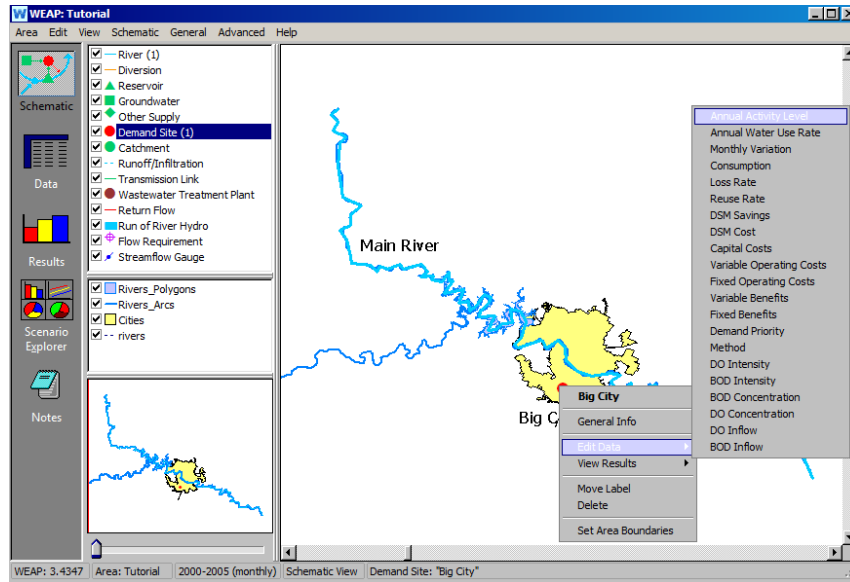 WEAP: Tutorial
Area Edit View Schematic General Advanced Help
Schematic
Data
Results
Scenario
Explorer
Notes
River (1)
Diversion
Reservoir
Groundwater
Other Supply
Demand Site (1)
Catchment
Runoff/Infiltration
Transmission Link
Wastewater Treatment Plant
Return Flow
Run of River Hydro
Flow Requirement
Streamflow Gauge
Rivers_Polygons
Rivers_Arcs
Cities
rivers
Main River
Big C
Big City
General Info
Edit Data
View Results
Move Label
Delete
Set Area Boundaries
Annual Activity Level
Annual Water Use Rate
Monthly Variation
Consumption
Loss Rate
Reuse Rate
DSM Savings
DSM Cost
Capital Costs
Variable Operating Costs
Fixed Operating Costs
Variable Benefits
Fixed Benefits
Demand Priority
Method
DO Intensity
BOD Intensity
BOD Concentration
DO Concentration
DO Inflow
BOD Inflow
WEAP: 3.4347 Area: Tutorial 2000-2005 (monthly) Schematic View Demand Site: "Big City"